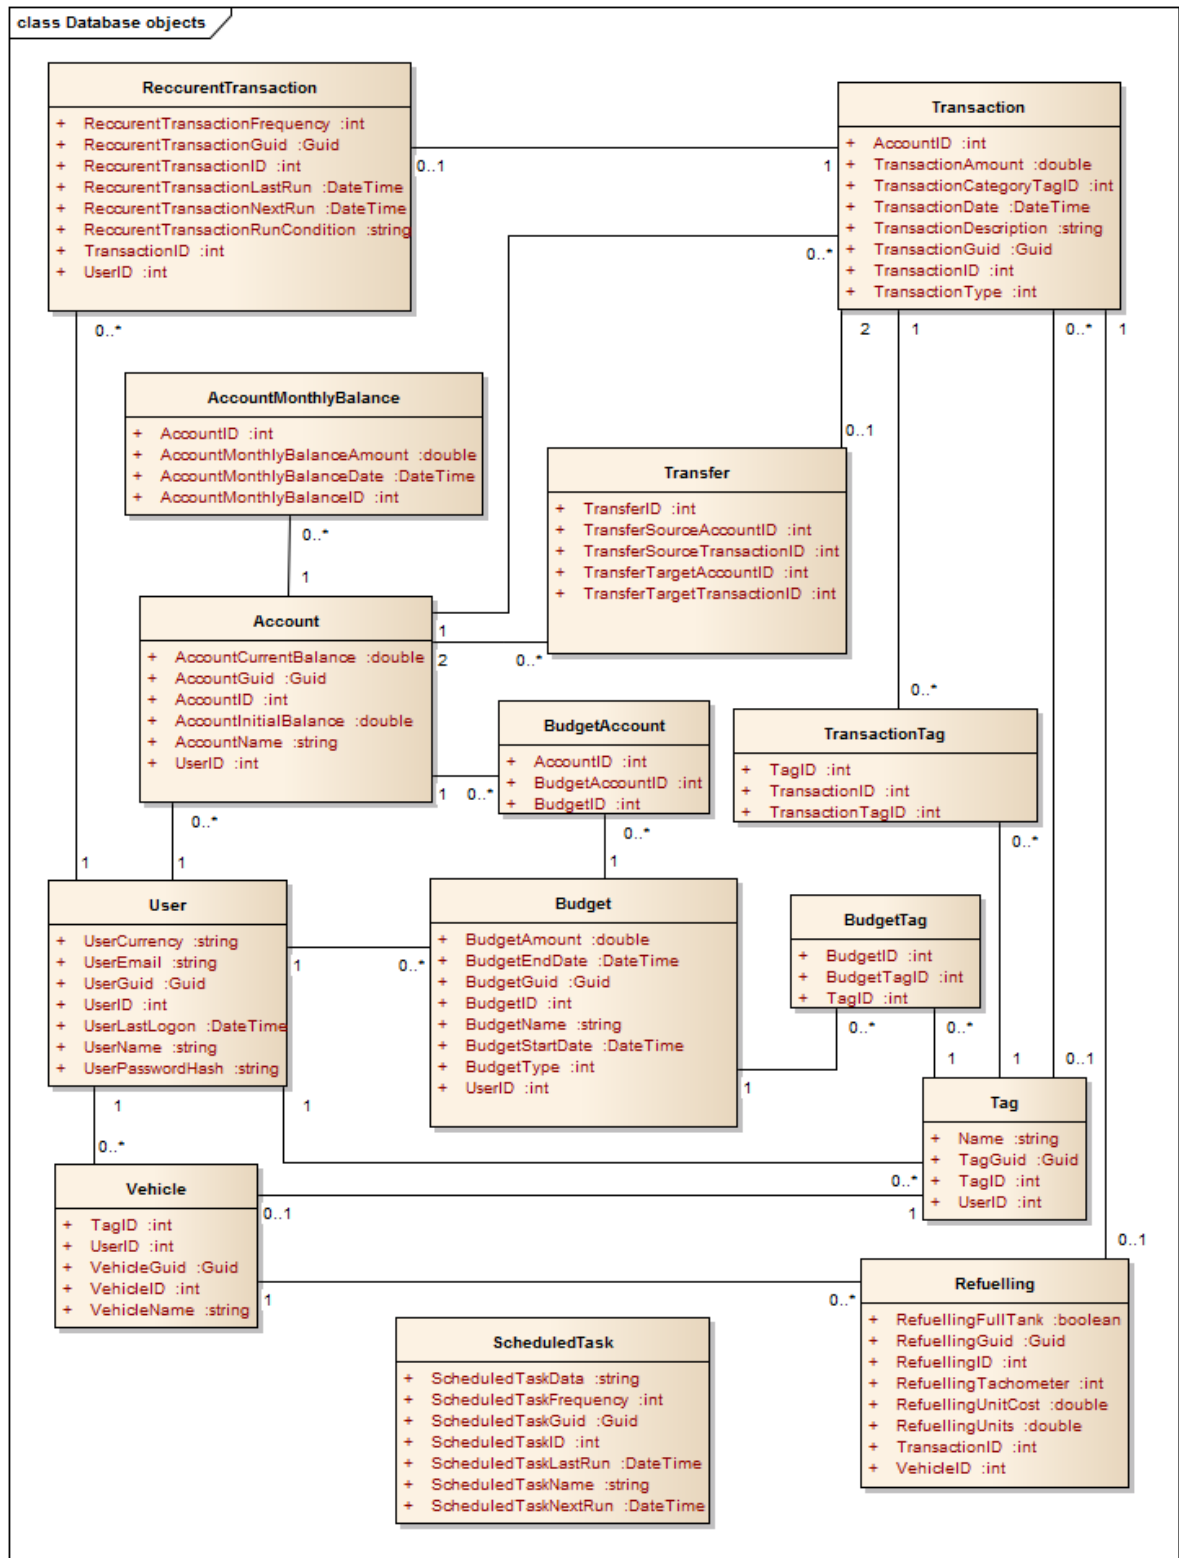 class Database objects
ReccurentTransaction
+ ReccurentTransactionFrequency :int
+ ReccurentTransactionGuid :Guid
+ ReccurentTransactionID :int
+ ReccurentTransactionLastRun :DateTime
+ ReccurentTransactionNextRun :DateTime
+ ReccurentTransactionRunCondition :string
+ TransactionID :int
+ UserID :int
Transaction
+ AccountID :int
+ TransactionAmount :double
+ TransactionCategoryTagID :int
+ TransactionDate :DateTime
+ TransactionDescription :string
+ TransactionGuid :Guid
+ TransactionID :int
+ TransactionType :int
0..1
1
0..*
0..*
2
1
0..*
1
AccountMonthlyBalance
+ AccountID :int
+ AccountMonthlyBalanceAmount :double
+ AccountMonthlyBalanceDate :DateTime
+ AccountMonthlyBalanceID :int
0..1
Transfer
+ TransferID :int
+ TransferSourceAccountID :int
+ TransferSourceTransactionID :int
+ TransferTargetAccountID :int
+ TransferTargetTransactionID :int
0..*
1
Account
+ AccountCurrentBalance :double
+ AccountGuid :Guid
+ AccountID :int
+ AccountInitialBalance :double
+ AccountName :string
+ UserID :int
1
2
0..*
0..*
BudgetAccount
+ AccountID :int
+ BudgetAccountID :int
+ BudgetID :int
TransactionTag
+ TagID :int
+ TransactionID :int
+ TransactionTagID :int
1
0..*
0..*
0..*
0..*
1
1
1
User
+ UserCurrency :string
+ UserEmail :string
+ UserGuid :Guid
+ UserID :int
+ UserLastLogon :DateTime
+ UserName :string
+ UserPasswordHash :string
Budget
+ BudgetAmount :double
+ BudgetEndDate :DateTime
+ BudgetGuid :Guid
+ BudgetID :int
+ BudgetName :string
+ BudgetStartDate :DateTime
+ BudgetType :int
+ UserID :int
BudgetTag
+ BudgetID :int
+ BudgetTagID :int
+ TagID :int
1
0..*
0..*
0..*
1
1
1
0..1
1
1
0..*
Tag
+ Name :string
+ TagGuid :Guid
+ TagID :int
+ UserID :int
Vehicle
+ TagID :int
+ UserID :int
+ VehicleGuid :Guid
+ VehicleID :int
+ VehicleName :string
0..*
0..1
1
0..1
1
0..*
Refuelling
+ RefuellingFullTank :boolean
+ RefuellingGuid :Guid
+ RefuellingID :int
+ RefuellingTachometer :int
+ RefuellingUnitCost :double
+ RefuellingUnits :double
+ TransactionID :int
+ VehicleID :int
ScheduledTask
+ ScheduledTaskData :string
+ ScheduledTaskFrequency :int
+ ScheduledTaskGuid :Guid
+ ScheduledTaskID :int
+ ScheduledTaskLastRun :DateTime
+ ScheduledTaskName :string
+ ScheduledTaskNextRun :DateTime